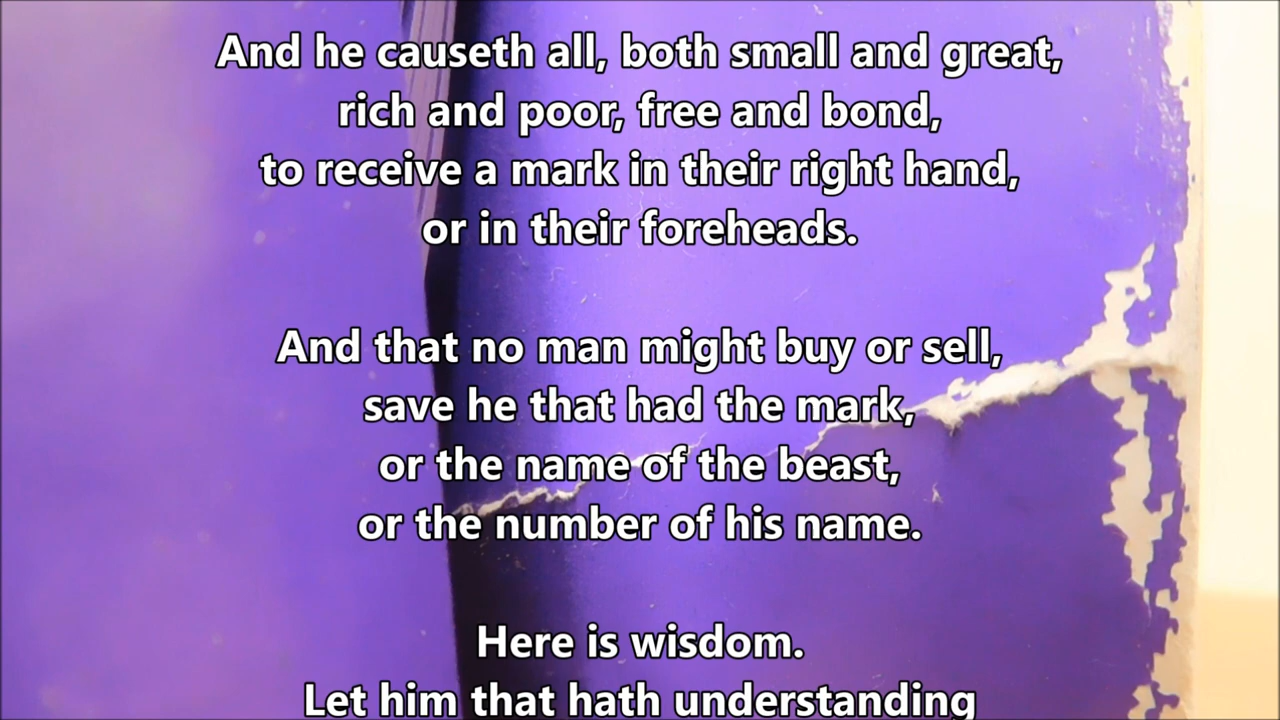 And he causeth all, both small and great,
rich and poor, free and bond,
to receive a mark in their right hand,
or in their foreheads.
And that no man might buy or sell,
save he that had the mark,
or the name of the beast,
or the number of his name.
Here is wisdom.
Let him that hath understanding